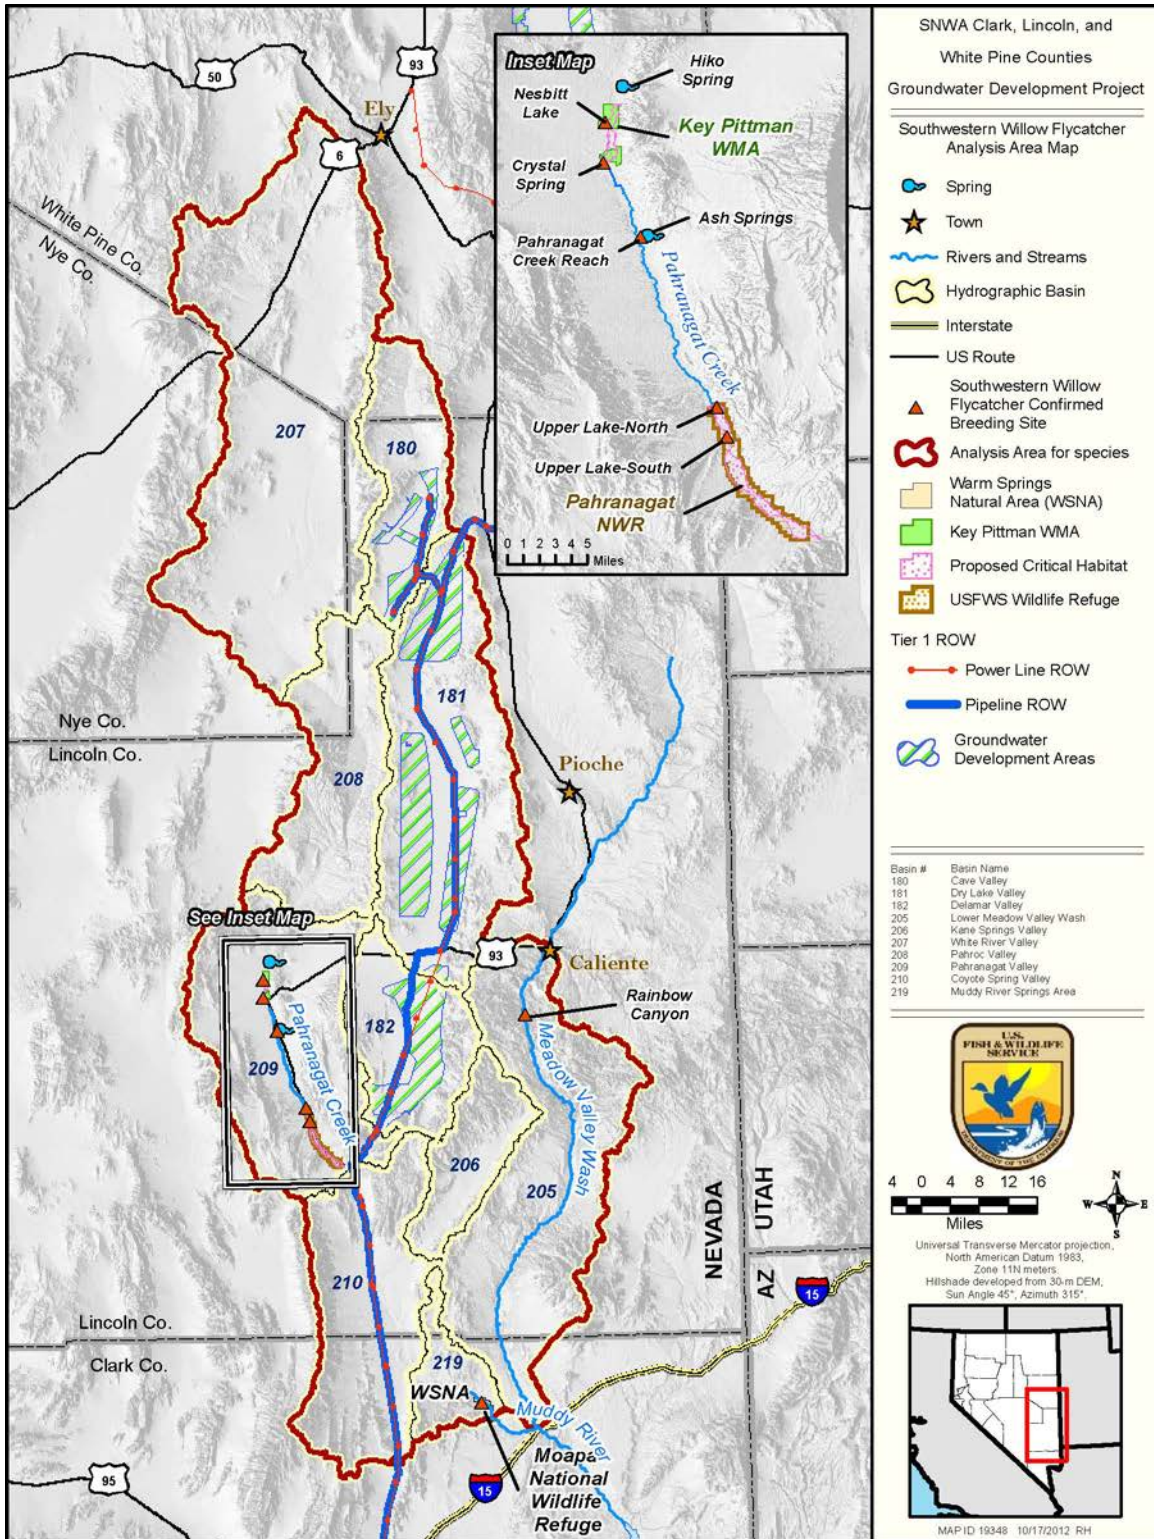 50
93
Ely
6
White Pine Co.
Nye Co.
207
180
181
Nye Co.
Lincoln Co.
208
Pioche
See Inset Map
93
Caliente
Rainbow
Canyon
182
209
Pahranagat Creek
Meadow Valley Wash
206
205
NEVADA
UTAH
AZ
210
15
Lincoln Co.
Clark Co.
219
WSNA
Muddy River
Moapa
National
Wildlife
Refuge
95
15
Inset Map
Hiko
Spring
Nesbitt
Lake
Key Pittman
WMA
Crystal
Spring
Ash Springs
Pahranagat
Creek Reach
Pahranagat Creek
Upper Lake-North
Upper Lake-South
Pahranagat
NWR
0 1 2 3 4 5
Miles
SNWA Clark, Lincoln, and
White Pine Counties
Groundwater Development Project
Southwestern Willow Flycatcher
Analysis Area Map
Spring
Town
Rivers and Streams
Hydrographic Basin
Interstate
US Route
Southwestern Willow
Flycatcher Confirmed
Breeding Site
Analysis Area for species
Warm Springs
Natural Area (WSNA)
Key Pittman WMA
Proposed Critical Habitat
USFWS Wildlife Refuge
Tier 1 ROW
Power Line ROW
Pipeline ROW
Groundwater
Development Areas
Basin # Basin Name
180 Cave Valley
181 Dry Lake Valley
182 Delamar Valley
205 Lower Meadow Valley Wash
206 Kane Springs Valley
207 White River Valley
208 Pahroc Valley
209 Pahranagat Valley
210 Coyote Spring Valley
219 Muddy River Springs Area
U.S.
FISH & WILDLIFE
SERVICE
DEPARTMENT OF THE INTERIOR
4 0 4 8 12 16
Miles
N
W E
S
Universal Transverse Mercator projection,
North American Datum 1983,
Zone 11N meters.
Hillshade developed from 30-m DEM,
Sun Angle 45°, Azimuth 315°.
MAP ID 19348 10/17/2012 RH